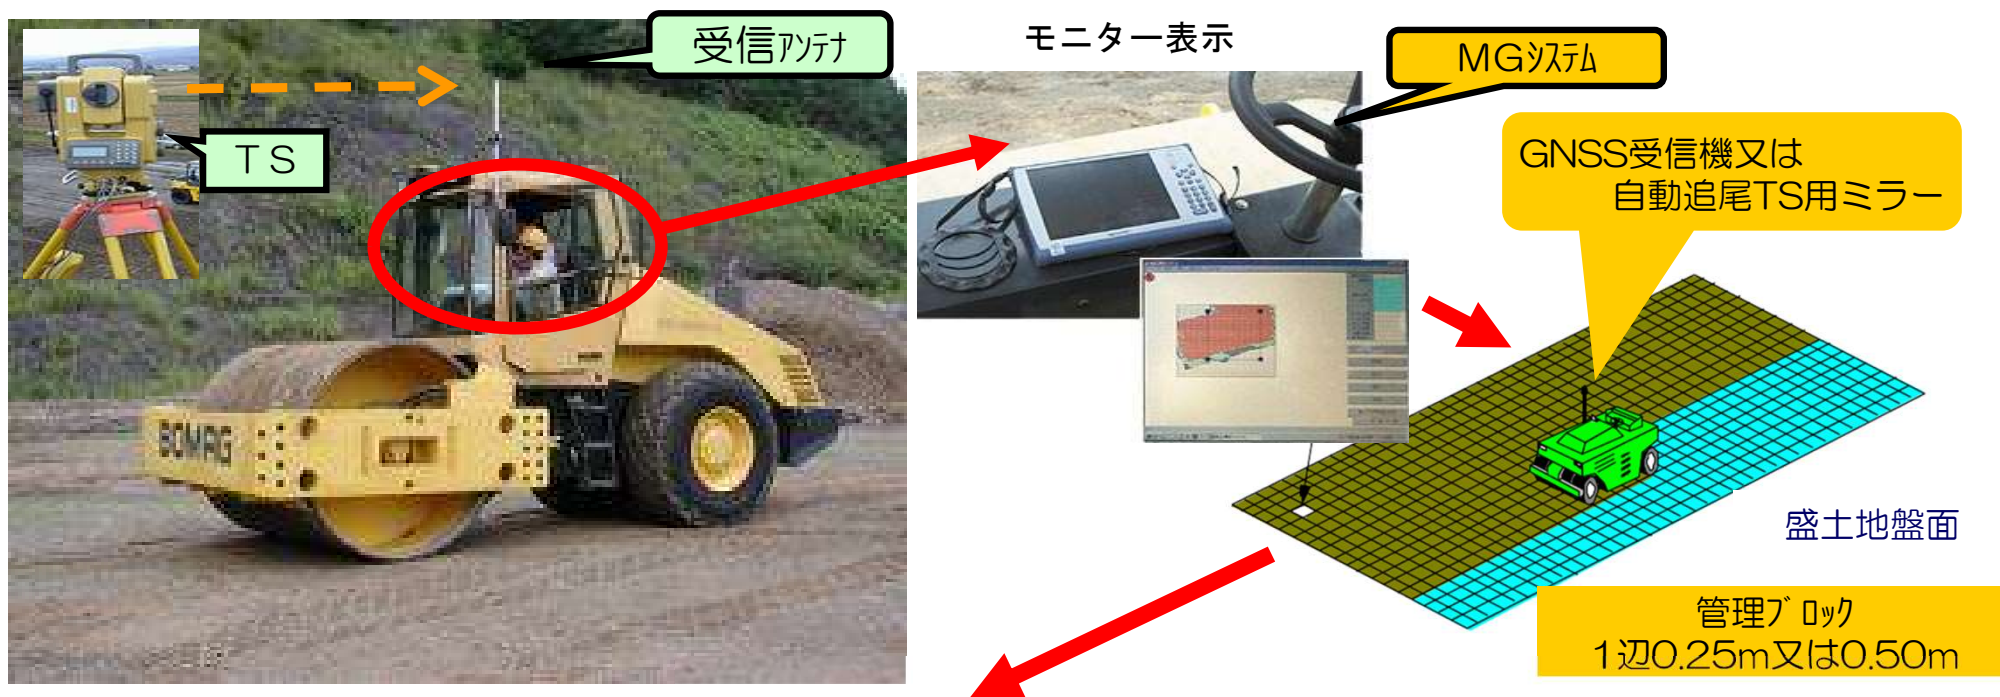 受信ｱﾝﾃﾅ
TS
BOMAG
モニター表示
MGｼｽﾃﾑ
GNSS受信機又は
自動追尾TS用ミラー
盛土地盤面
管理ﾌﾞﾛｯｸ
1辺0.25m又は0.50m